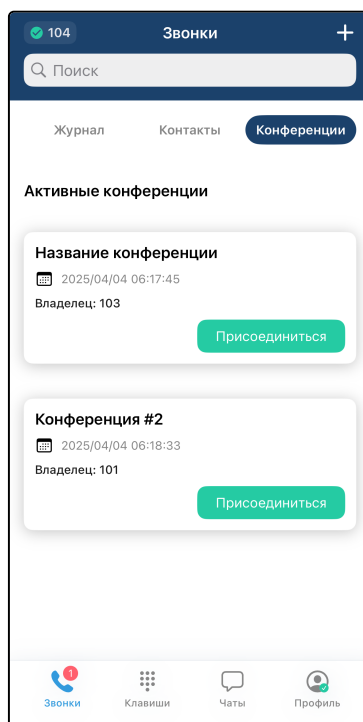 104
Звонки
Поиск
Журнал
Контакты
Конференции
Активные конференции
Название конференции
2025/04/04 06:17:45
Владелец: 103
Присоединиться
Конференция #2
2025/04/04 06:18:33
Владелец: 101
Присоединиться
1
Звонки
Клавиши
Чаты
Профиль